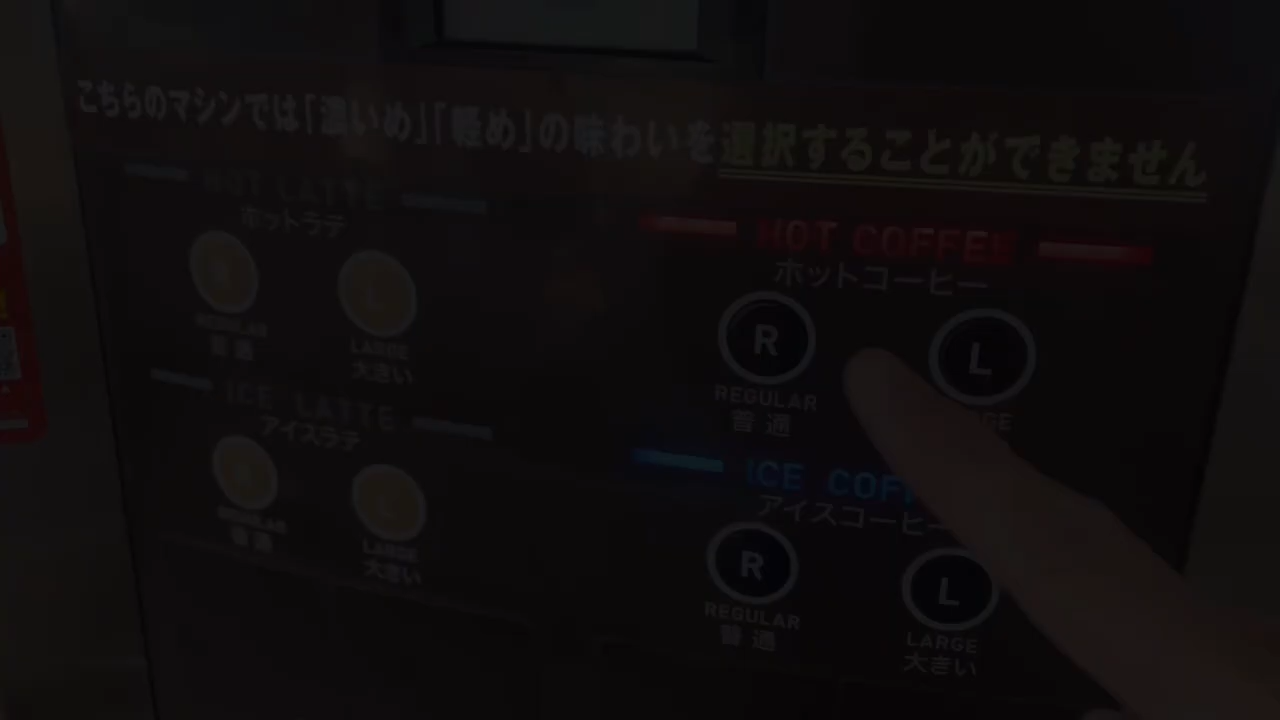 こちらのマシンでは「濃いめ」「軽め」の味わいを選択することができません
HOT LATTE
ホットラテ
R
L
REGULAR
普通
LARGE
大きい
ICE LATTE
アイスラテ
REGULAR
普通
LARGE
大きい
HOT COFFEE
ホットコーヒー
R
L
REGULAR
普通
ICE COFF
アイスコーヒー
R
L
REGULAR
普通
LARGE
大きい